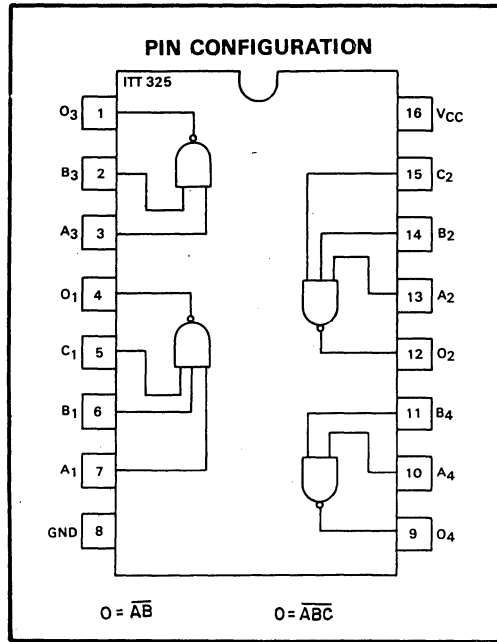 PIN CONFIGURATION
ITT 325
O3 1
B3 2
A3 3
O1 4
C1 5
B1 6
A1 7
GND 8
16 VCC
15 C2
14 B2
13 A2
12 O2
11 B4
10 A4
9 O4
O = \overline{AB}
O = \overline{ABC}